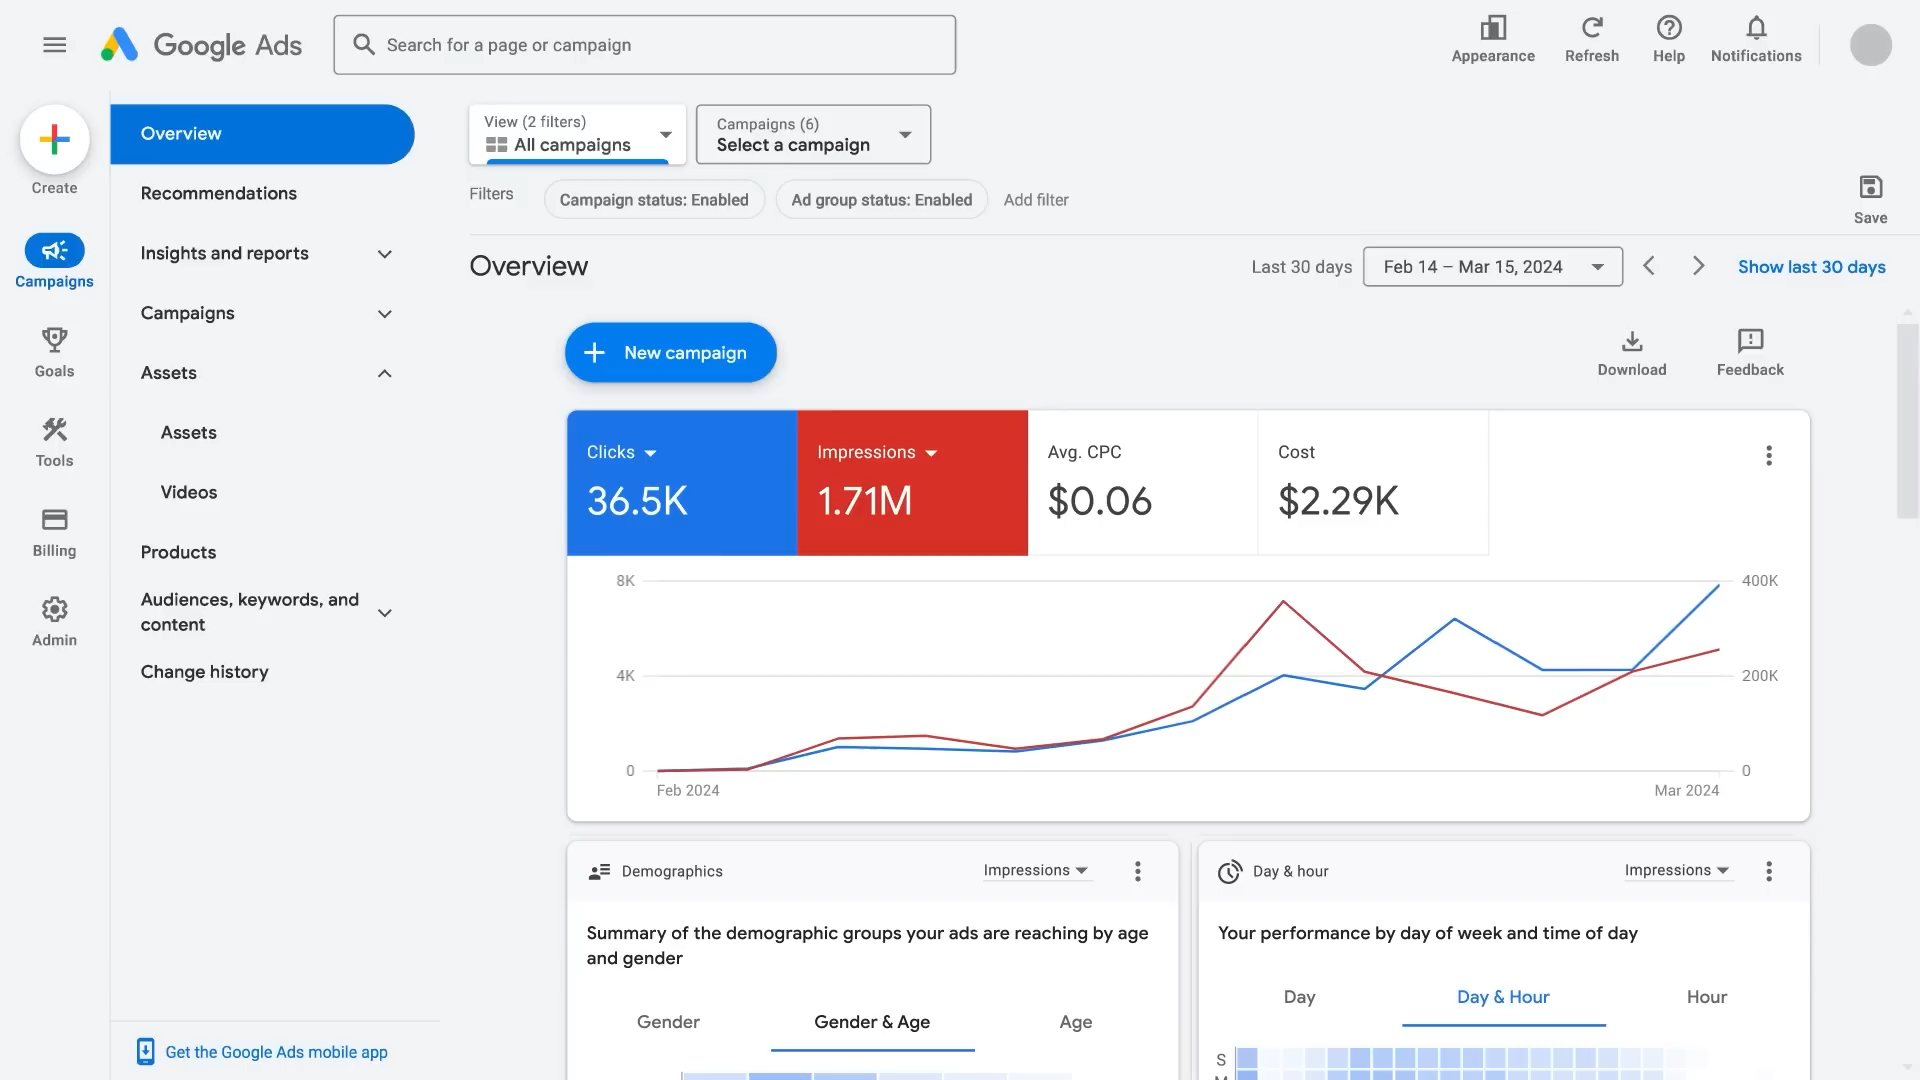 Google Ads
Search for a page or campaign
Appearance
Refresh
Help
Notifications
Create
Campaigns
Goals
Tools
Billing
Admin
Overview
Recommendations
Insights and reports
Campaigns
Assets
Assets
Videos
Products
Audiences, keywords, and
content
Change history
Get the Google Ads mobile app
View (2 filters)
All campaigns
Campaigns (6)
Select a campaign
Filters
Campaign status: Enabled
Ad group status: Enabled
Add filter
Save
Overview
Last 30 days
Feb 14 – Mar 15, 2024
Show last 30 days
New campaign
Download
Feedback
Clicks
36.5K
Impressions
1.71M
Avg. CPC
$0.06
Cost
$2.29K
8K
4K
0
400K
200K
0
Feb 2024
Mar 2024
Demographics
Impressions
Summary of the demographic groups your ads are reaching by age
and gender
Gender
Gender & Age
Age
Day & hour
Impressions
Your performance by day of week and time of day
Day
Day & Hour
Hour
S